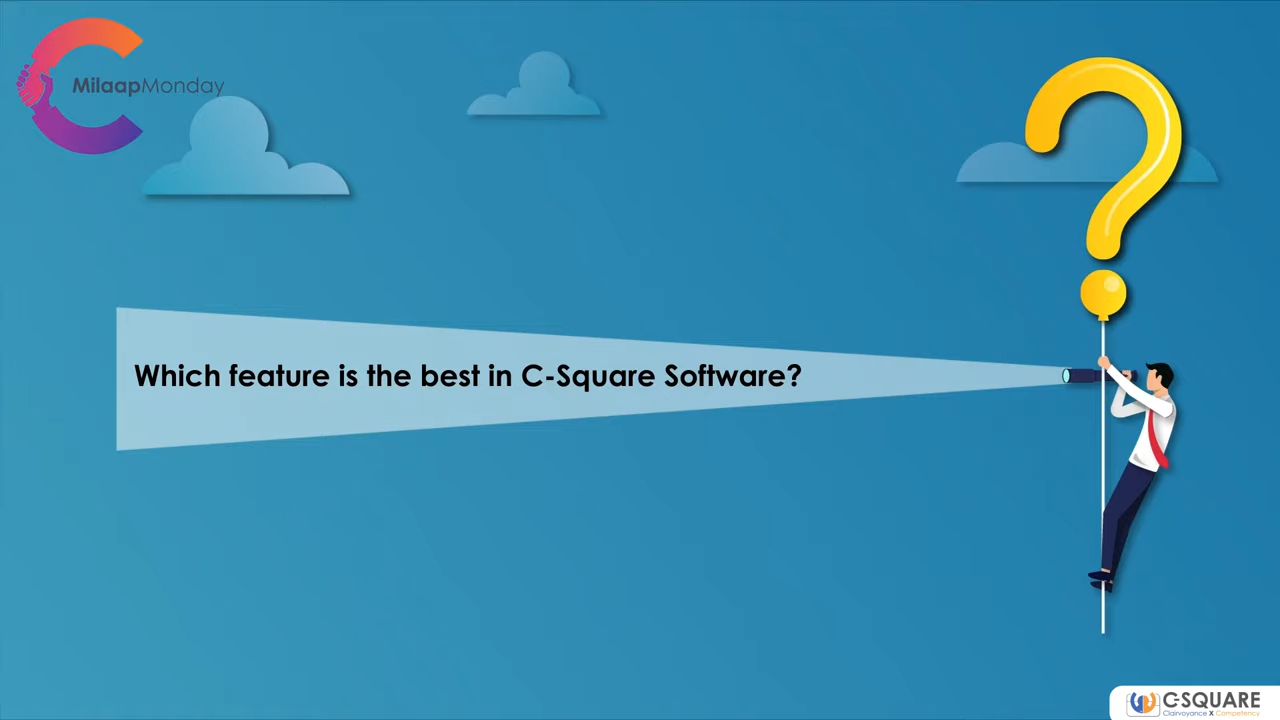 MilaapMonday
Which feature is the best in C-Square Software?
C-SQUARE
Clairvoyance X Competency